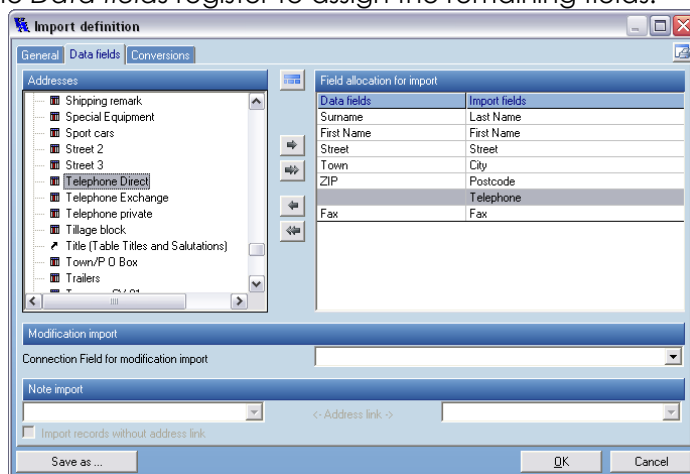 e Data fields register to assign the remaining fields.
Import definition
General Data fields Conversions
Addresses
Shipping remark
Special Equipment
Sport cars
Street 2
Street 3
Telephone Direct
Telephone Exchange
Telephone private
Tillage block
Title (Table Titles and Salutations)
Town/P O Box
Trailers
Field allocation for import
Data fields Import fields
Surname Last Name
First Name First Name
Street Street
Town City
ZIP Postcode
Telephone
Fax Fax
Modification import
Connection Field for modification import
Note import
<- Address link ->
Import records without address link
Save as ... OK Cancel